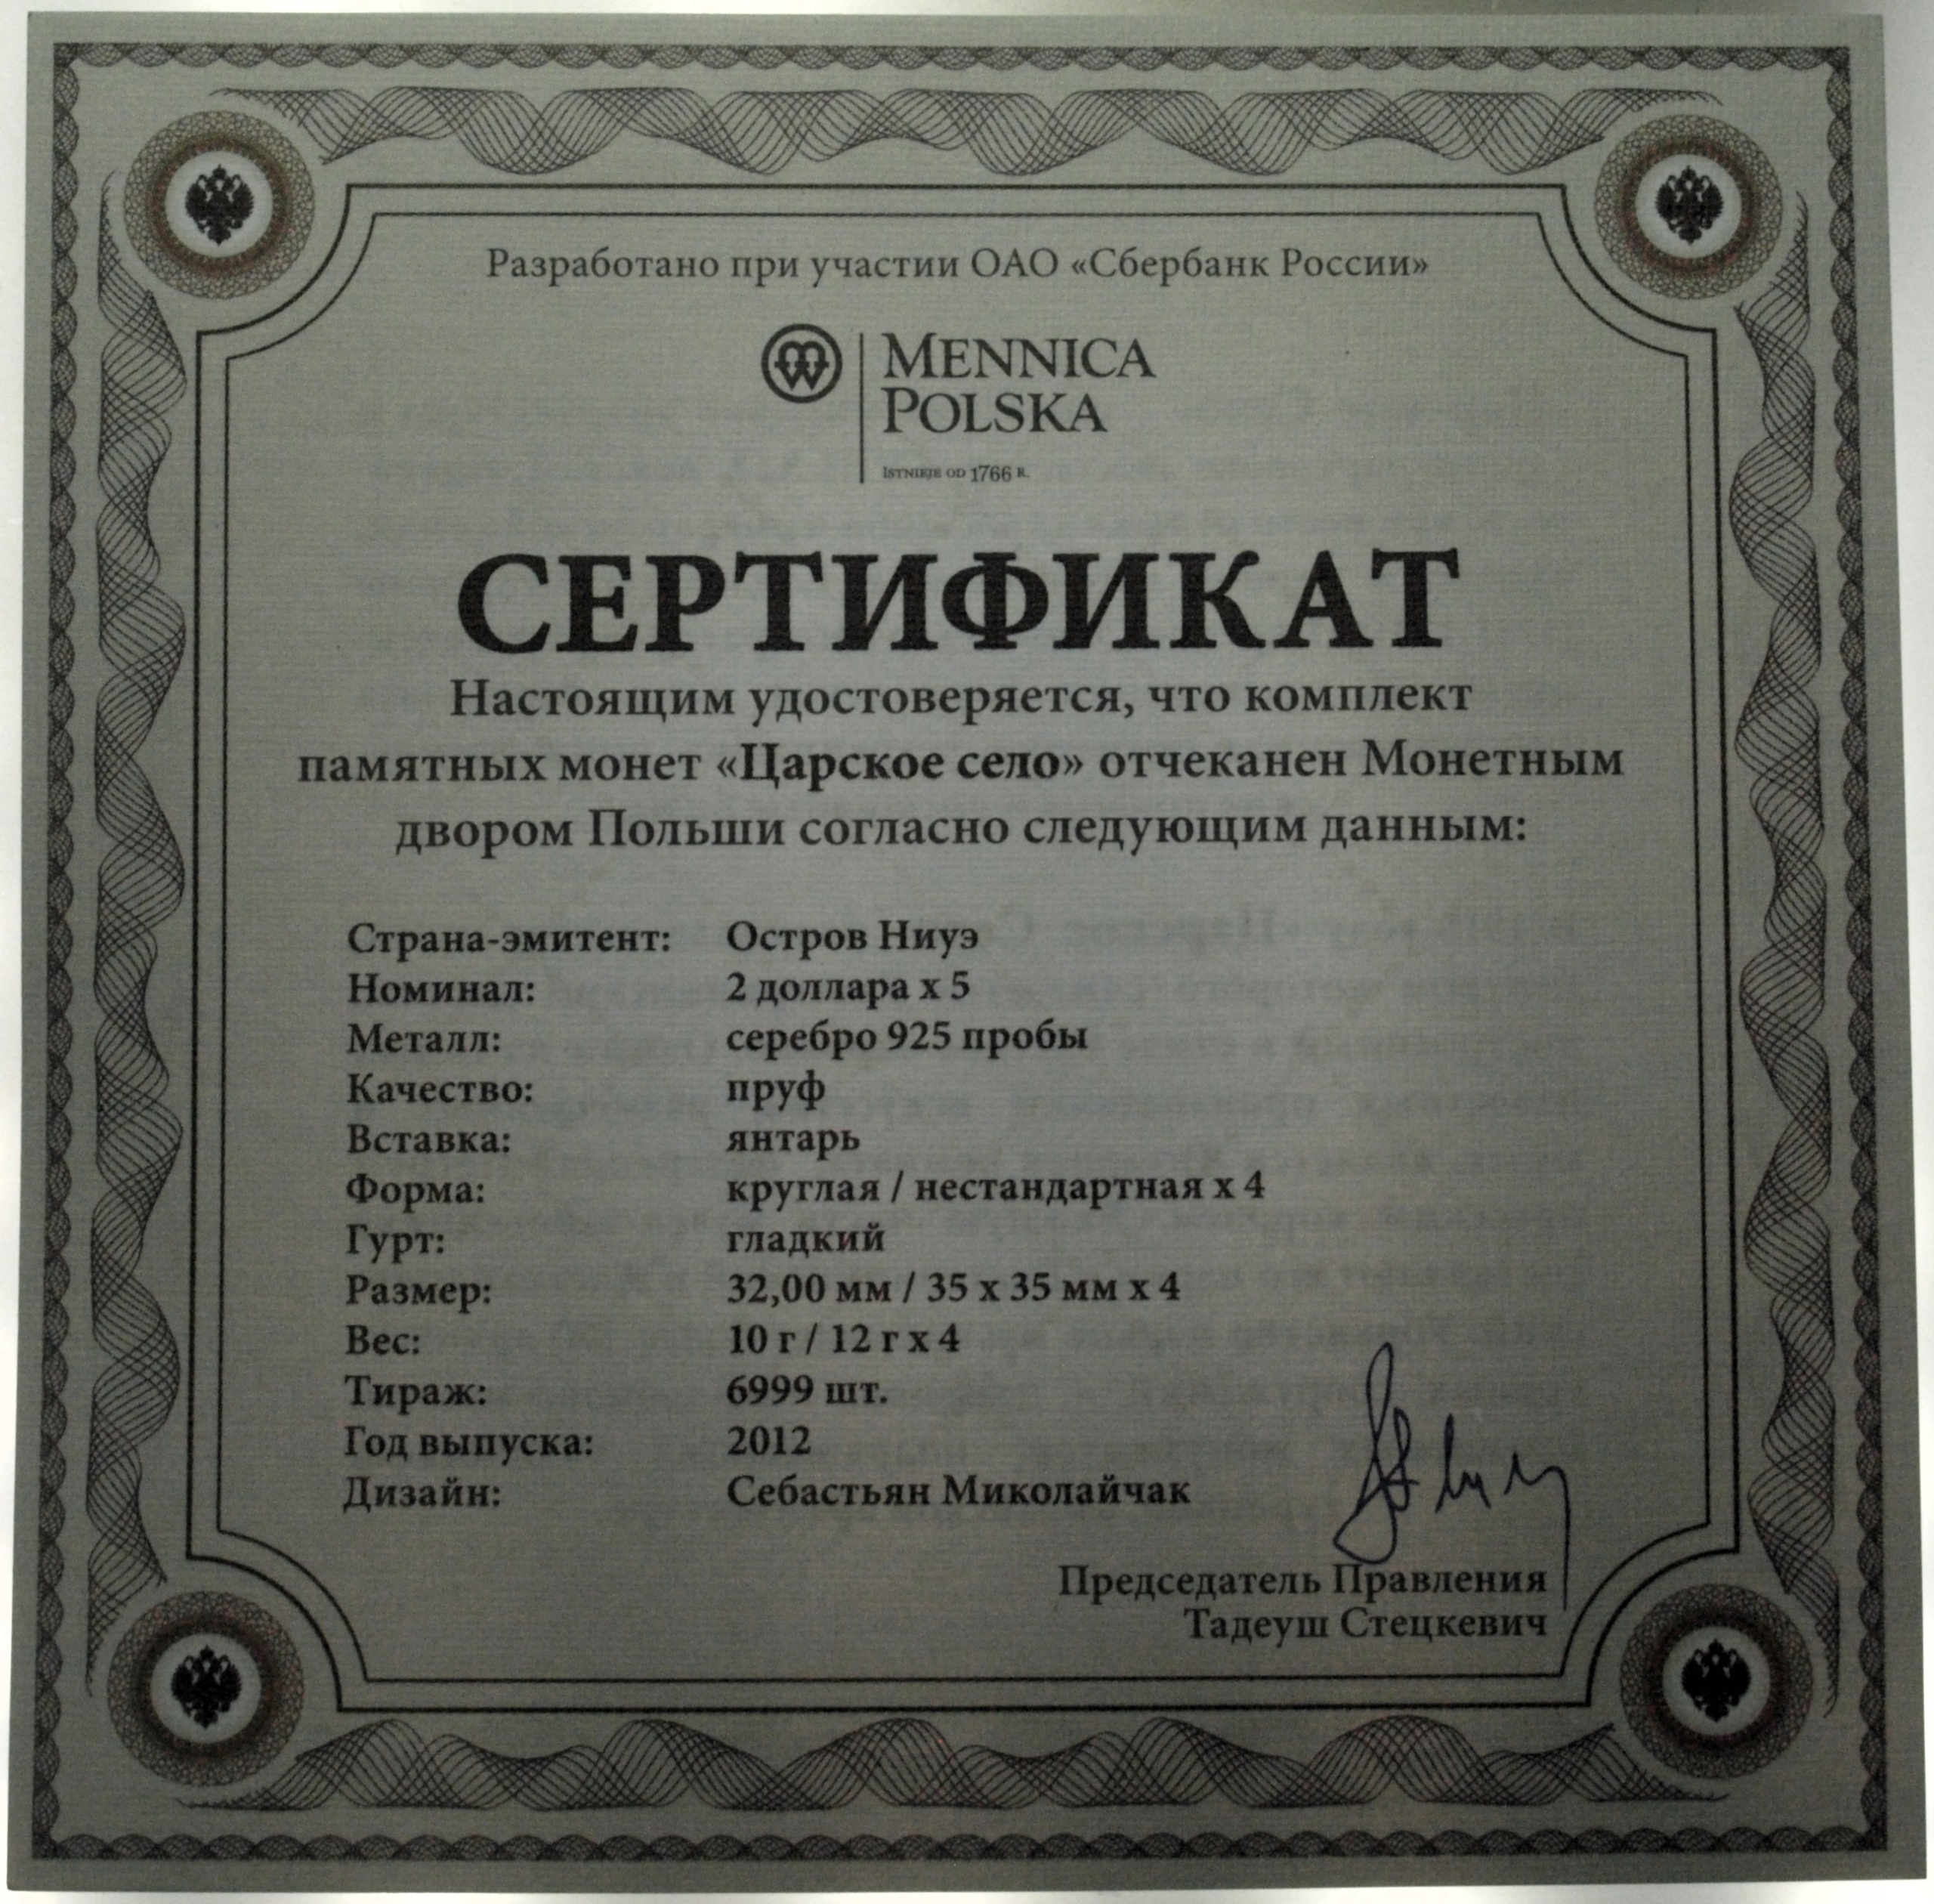 Разработано при участии ОАО «Сбербанк России»
MENNICA
POLSKA
ISTNIEJE OD 1766 R.
СЕРТИФИКАТ
Настоящим удостоверяется, что комплект
памятных монет «Царское село» отчеканен Монетным
двором Польши согласно следующим данным:
Страна-эмитент: Остров Ниуэ
Номинал: 2 доллара x 5
Металл: серебро 925 пробы
Качество: пруф
Вставка: янтарь
Форма: круглая / нестандартная x 4
Гурт: гладкий
Размер: 32,00 мм / 35 x 35 мм x 4
Вес: 10 г / 12 г x 4
Тираж: 6999 шт.
Год выпуска: 2012
Дизайн: Себастьян Миколайчак
Председатель Правления
Тадеуш Стецкевич